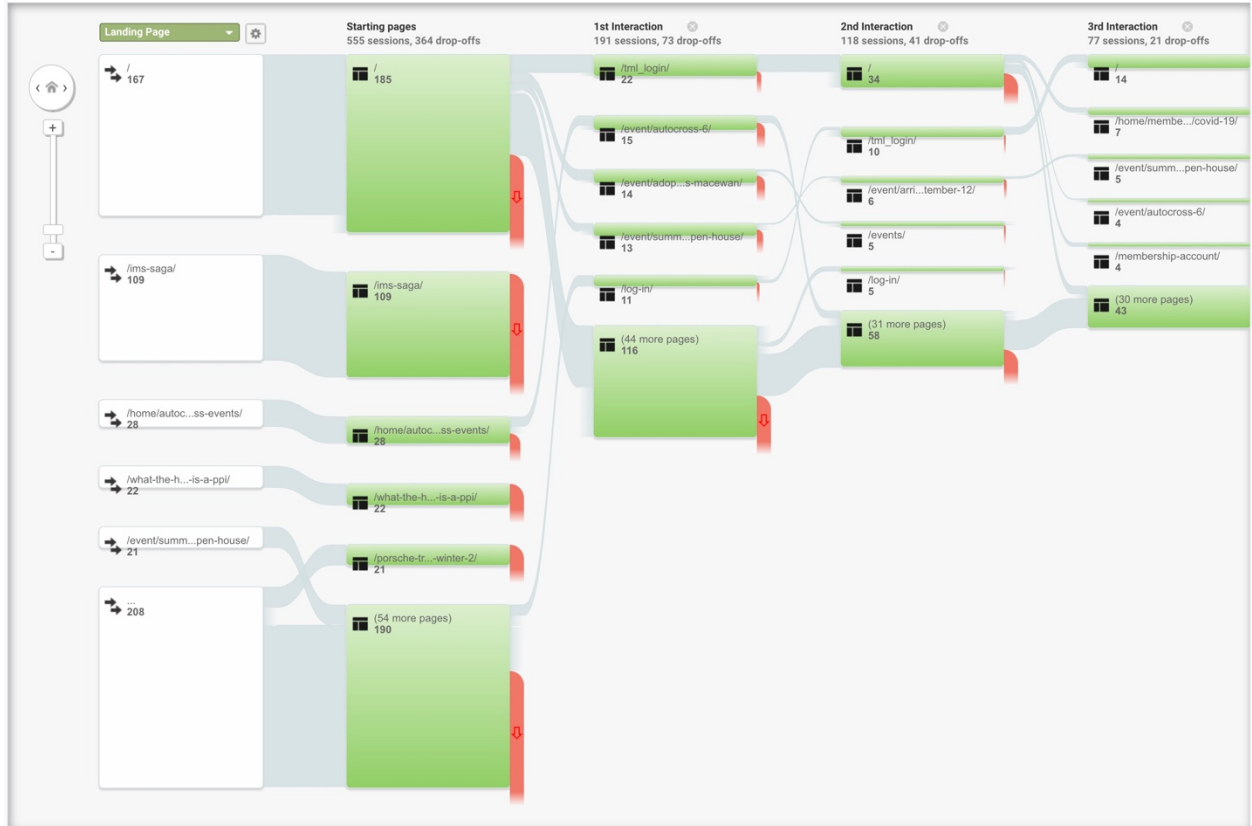 Landing Page
/
167
/ims-saga/
109
/home/autoc...ss-events/
28
/what-the-h...-is-a-ppi/
22
/event/summ...pen-house/
21
...
208
+
-
Starting pages
555 sessions, 364 drop-offs
/
185
/ims-saga/
109
/home/autoc...ss-events/
28
/what-the-h...-is-a-ppi/
22
/porsche-tr...-winter-2/
21
(54 more pages)
190
1st Interaction
191 sessions, 73 drop-offs
/tml_login/
22
/event/autocross-6/
15
/event/adop...s-macewan/
14
/event/summ...pen-house/
13
/log-in/
11
(44 more pages)
116
2nd Interaction
118 sessions, 41 drop-offs
/
34
/tml_login/
10
/event/arri...tember-12/
6
/events/
5
/log-in/
5
(31 more pages)
58
3rd Interaction
77 sessions, 21 drop-offs
/
14
/home/membe.../covid-19/
7
/event/summ...pen-house/
5
/event/autocross-6/
4
/membership-account/
4
(30 more pages)
43